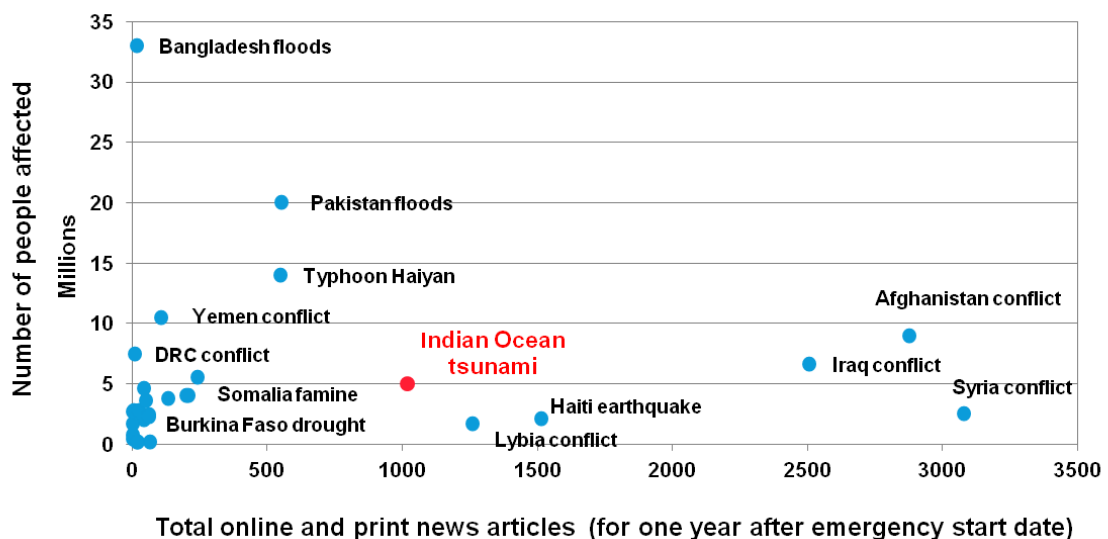 Number of people affected
Millions
35
30
25
20
15
10
5
0
Bangladesh floods
Pakistan floods
Typhoon Haiyan
Afghanistan conflict
Yemen conflict
Indian Ocean
tsunami
DRC conflict
Iraq conflict
Somalia famine
Syria conflict
Haiti earthquake
Burkina Faso drought
Lybia conflict
0
500
1000
1500
2000
2500
3000
3500
Total online and print news articles (for one year after emergency start date)